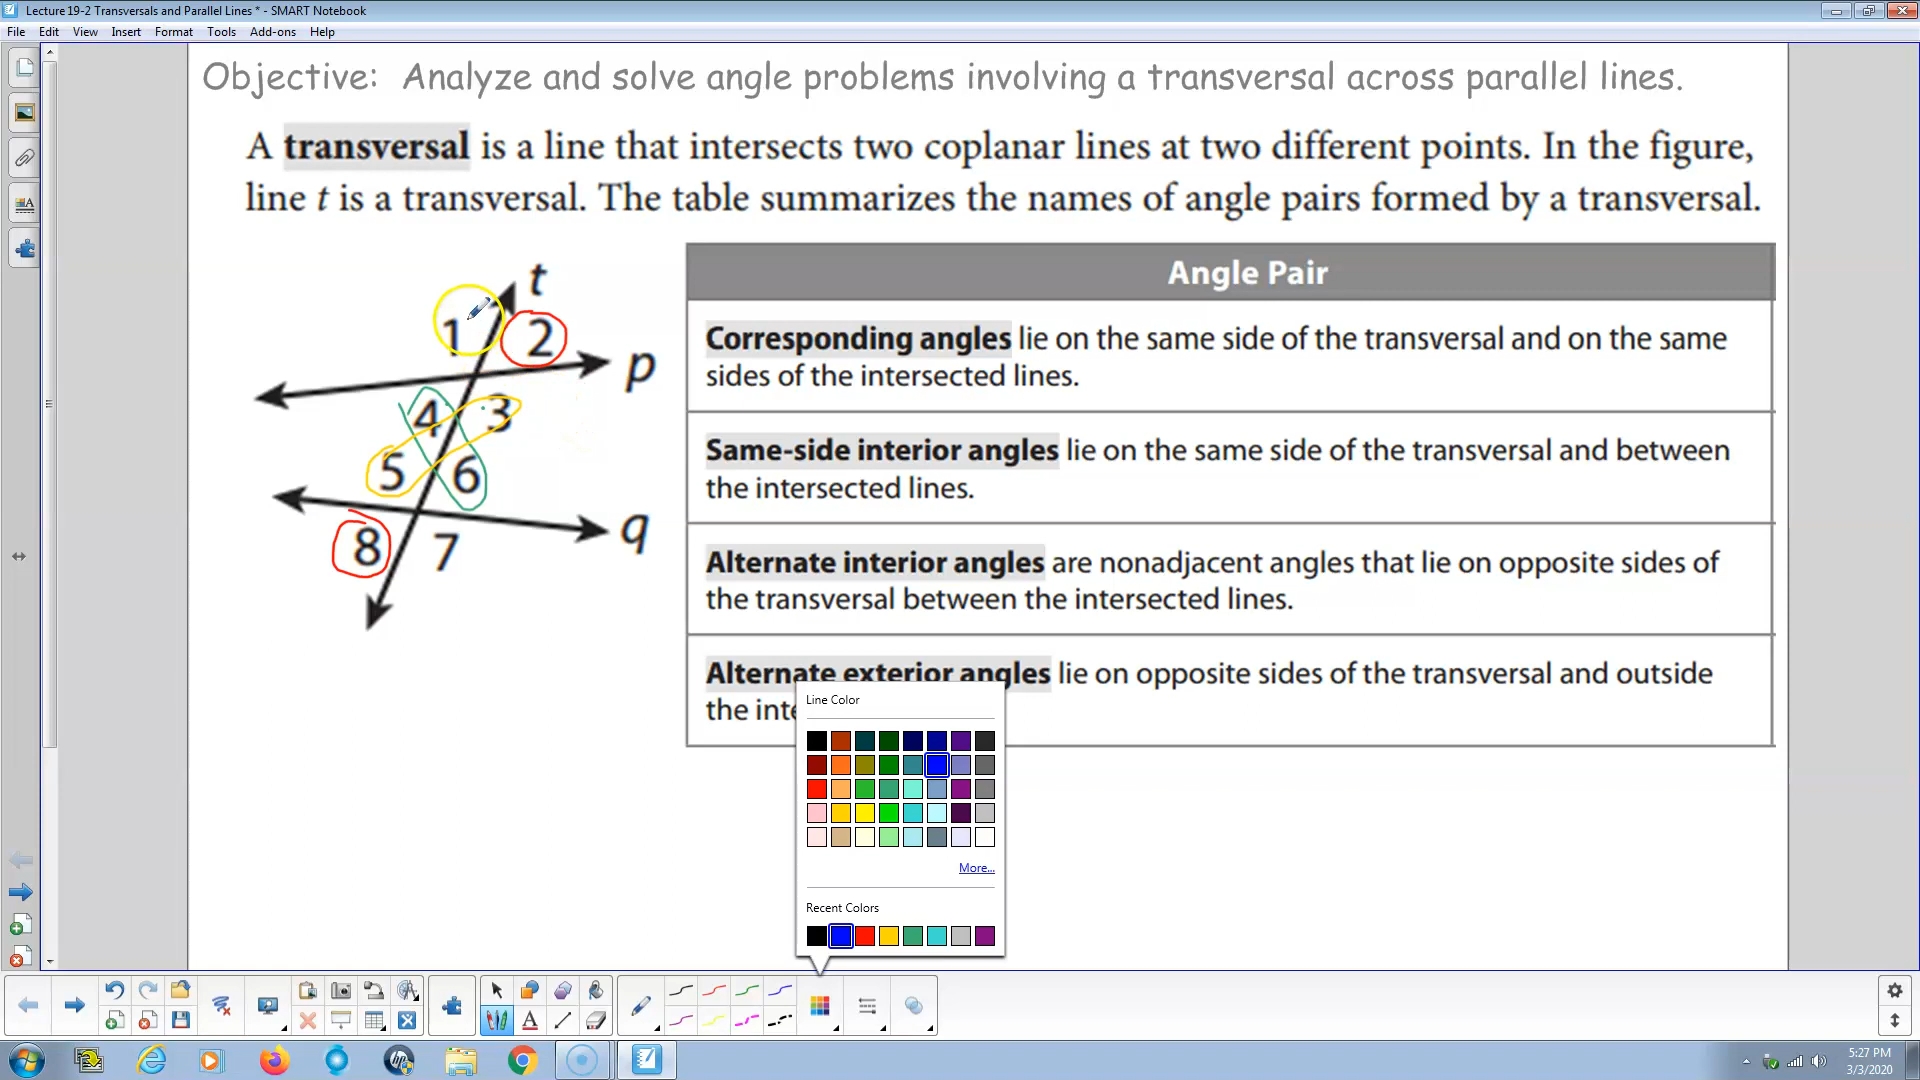 Lecture 19-2 Transversals and Parallel Lines * - SMART Notebook
File Edit View Insert Format Tools Add-ons Help
Objective: Analyze and solve angle problems involving a transversal across parallel lines.
A transversal is a line that intersects two coplanar lines at two different points. In the figure,
line t is a transversal. The table summarizes the names of angle pairs formed by a transversal.
t
1 2
p
4 3
5 6
q
8 7
Angle Pair
Corresponding angles lie on the same side of the transversal and on the same
sides of the intersected lines.
Same-side interior angles lie on the same side of the transversal and between
the intersected lines.
Alternate interior angles are nonadjacent angles that lie on opposite sides of
the transversal between the intersected lines.
Alternate exterior angles lie on opposite sides of the transversal and outside
the inte
Line Color
More...
Recent Colors
A
5:27 PM
3/3/2020